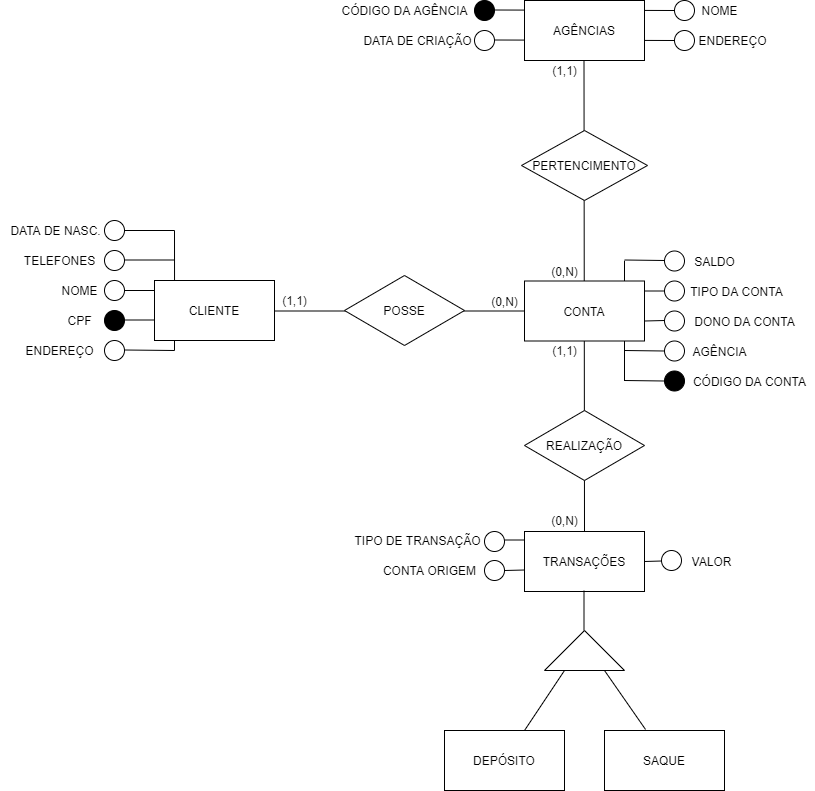 CÓDIGO DA AGÊNCIA
AGÊNCIAS
NOME
DATA DE CRIAÇÃO
ENDEREÇO
(1,1)
PERTENCIMENTO
(0,N)
DATA DE NASC.
TELEFONES
NOME
CPF
ENDEREÇO
CLIENTE
(1,1)
POSSE
(0,N)
CONTA
SALDO
TIPO DA CONTA
DONO DA CONTA
AGÊNCIA
CÓDIGO DA CONTA
(1,1)
REALIZAÇÃO
(0,N)
TIPO DE TRANSAÇÃO
CONTA ORIGEM
TRANSAÇÕES
VALOR
DEPÓSITO
SAQUE